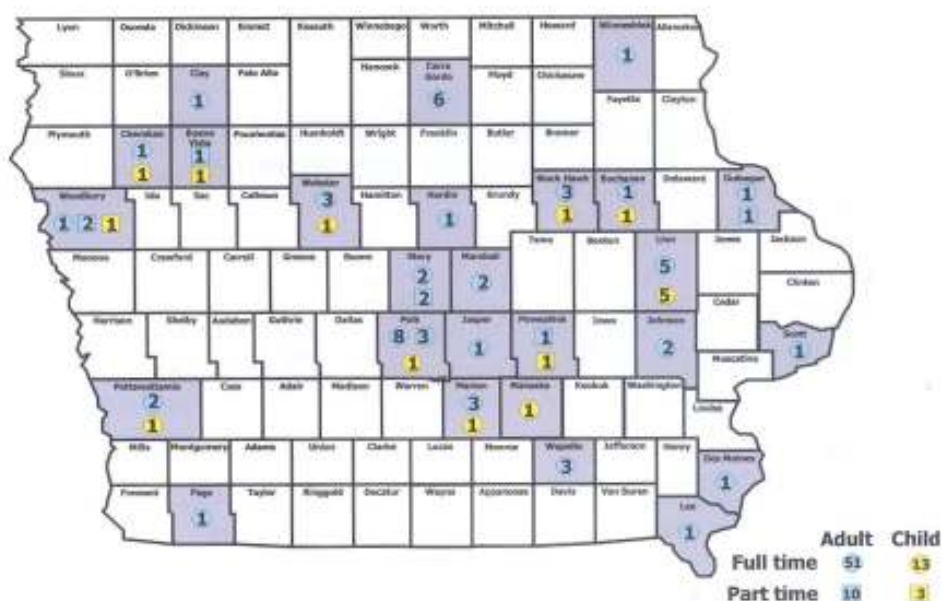 Lyon Osceola Dickinson Emmet Kossuth Winnebago Worth Mitchell Howard Winneshiek Allamakee
1
Sioux O'Brien Clay Palo Alto Hancock Cerro Gordo Floyd Chickasaw
1 6
Fayette Clayton
Plymouth Cherokee Buena Vista Pocahontas Humboldt Wright Franklin Butler Bremer
1 1
1 1
Woodbury Ida Sac Calhoun Webster Hamilton Hardin Grundy Black Hawk Buchanan Delaware Dubuque
1 2 1 3 1 3 1 1
1 1 1 1
Monona Crawford Carroll Greene Boone Story Marshall Tama Benton Linn Jones Jackson
2 2 5
2 5
Clinton
Cedar
Harrison Shelby Audubon Guthrie Dallas Polk Jasper Poweshiek Iowa Johnson Scott
8 3 1 1 2 1
1 1
Muscatine
Pottawattamie Cass Adair Madison Warren Marion Mahaska Keokuk Washington
2 3 1
1 1
Louisa
Mills Montgomery Adams Union Clarke Lucas Monroe Wapello Jefferson Henry Des Moines
3 1
Fremont Page Taylor Ringgold Decatur Wayne Appanoose Davis Van Buren Lee
1 1
Adult Child
Full time 51 13
Part time 10 3